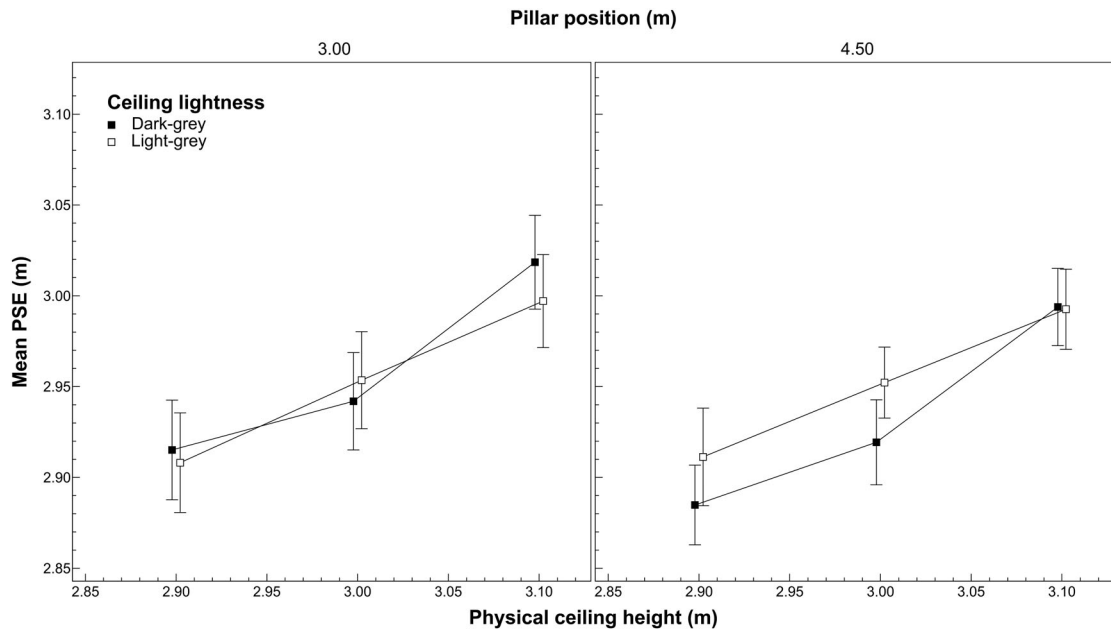 Pillar position (m)
3.00 4.50
Ceiling lightness
Dark-grey
Light-grey
Mean PSE (m)
3.10
3.05
3.00
2.95
2.90
2.85
2.85 2.90 2.95 3.00 3.05 3.10 2.85 2.90 2.95 3.00 3.05 3.10
Physical ceiling height (m)